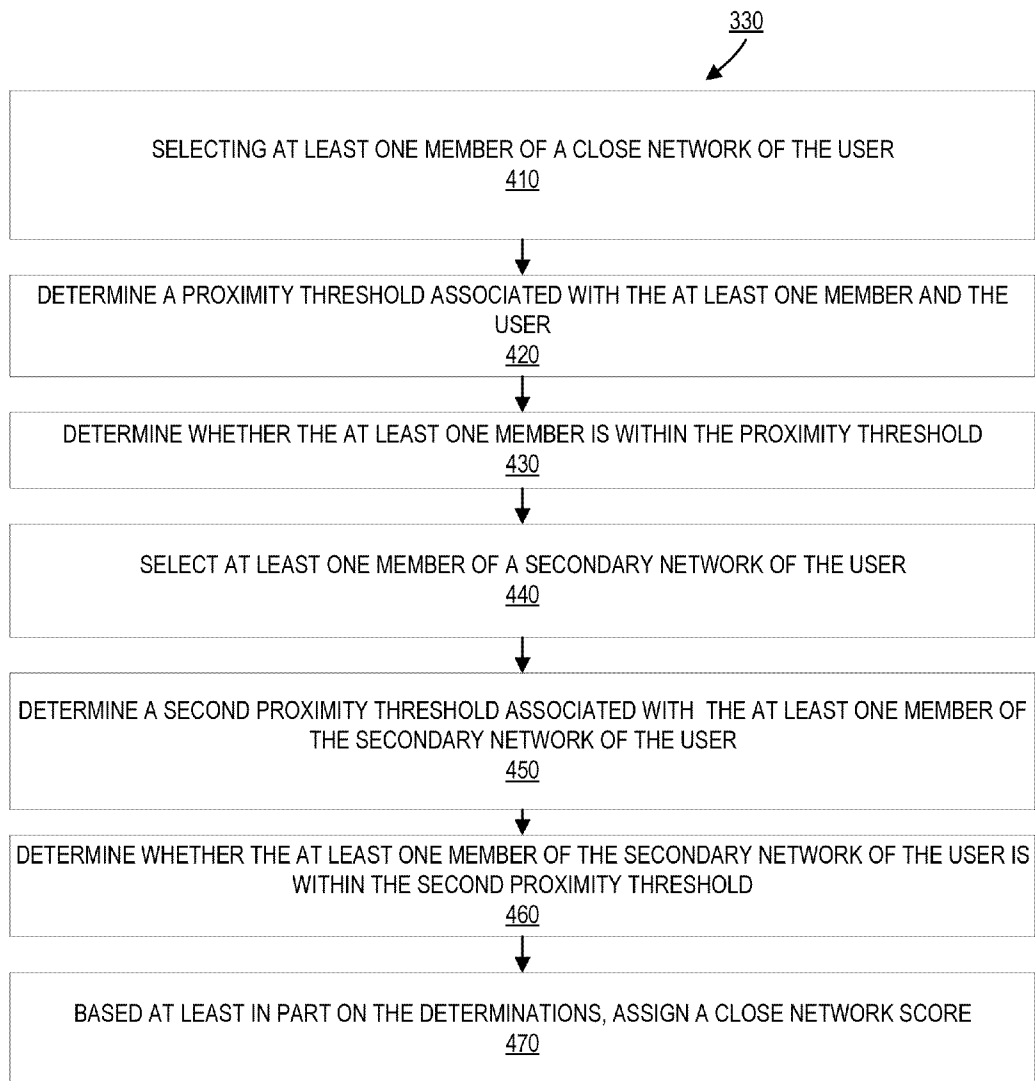 330
SELECTING AT LEAST ONE MEMBER OF A CLOSE NETWORK OF THE USER
410
DETERMINE A PROXIMITY THRESHOLD ASSOCIATED WITH THE AT LEAST ONE MEMBER AND THE
USER
420
DETERMINE WHETHER THE AT LEAST ONE MEMBER IS WITHIN THE PROXIMITY THRESHOLD
430
SELECT AT LEAST ONE MEMBER OF A SECONDARY NETWORK OF THE USER
440
DETERMINE A SECOND PROXIMITY THRESHOLD ASSOCIATED WITH THE AT LEAST ONE MEMBER OF
THE SECONDARY NETWORK OF THE USER
450
DETERMINE WHETHER THE AT LEAST ONE MEMBER OF THE SECONDARY NETWORK OF THE USER IS
WITHIN THE SECOND PROXIMITY THRESHOLD
460
BASED AT LEAST IN PART ON THE DETERMINATIONS, ASSIGN A CLOSE NETWORK SCORE
470